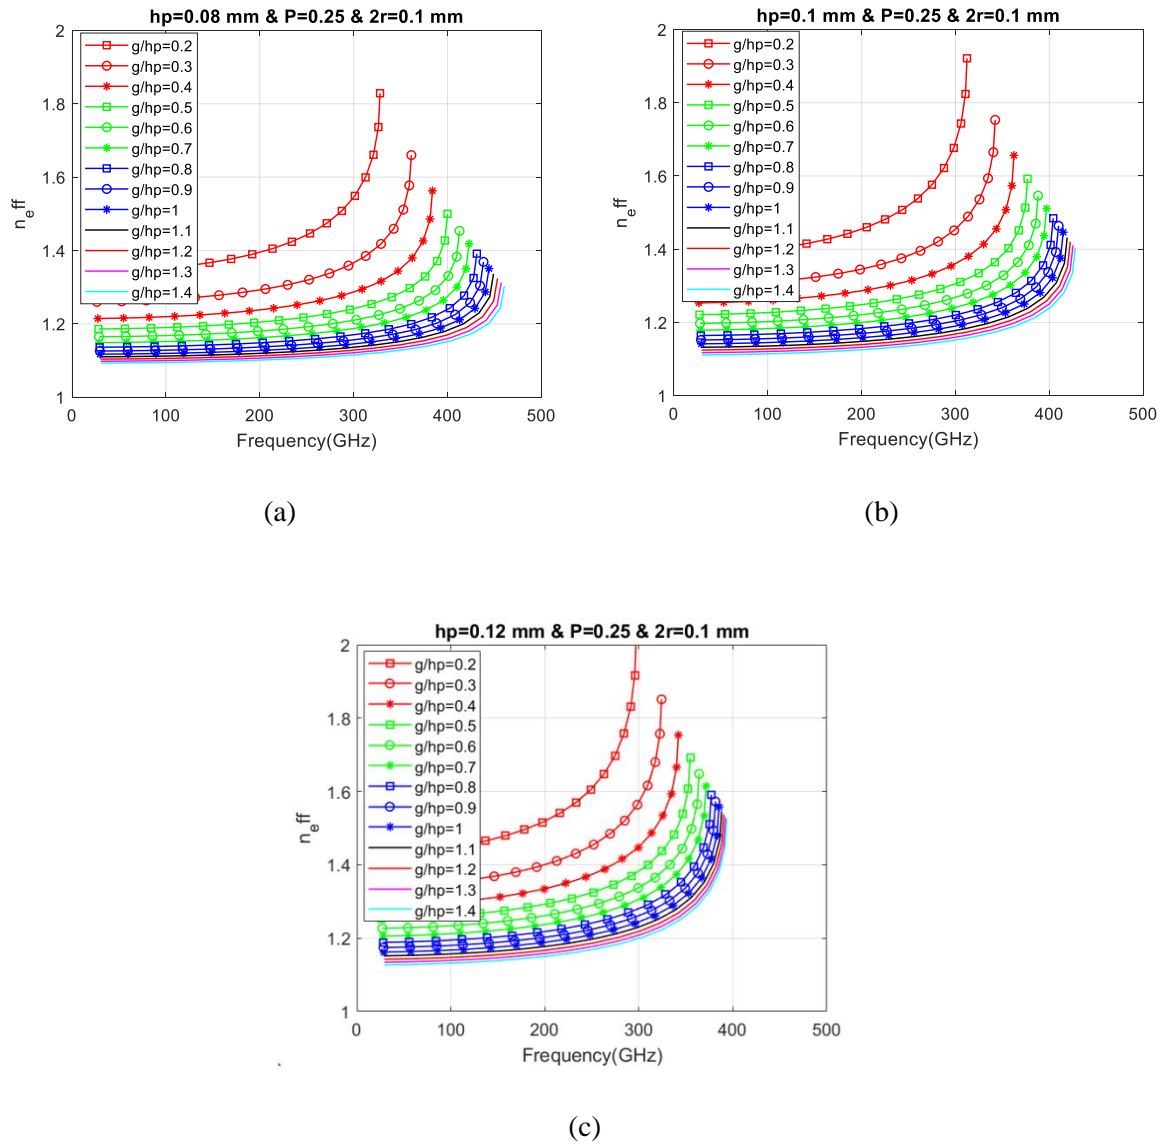 hp=0.08 mm & P=0.25 & 2r=0.1 mm
2
1.8
1.6
1.4
1.2
1
n_eff
g/hp=0.2
g/hp=0.3
g/hp=0.4
g/hp=0.5
g/hp=0.6
g/hp=0.7
g/hp=0.8
g/hp=0.9
g/hp=1
g/hp=1.1
g/hp=1.2
g/hp=1.3
g/hp=1.4
0 100 200 300 400 500
Frequency(GHz)
(a)
hp=0.1 mm & P=0.25 & 2r=0.1 mm
2
1.8
1.6
1.4
1.2
1
n_eff
g/hp=0.2
g/hp=0.3
g/hp=0.4
g/hp=0.5
g/hp=0.6
g/hp=0.7
g/hp=0.8
g/hp=0.9
g/hp=1
g/hp=1.1
g/hp=1.2
g/hp=1.3
g/hp=1.4
0 100 200 300 400 500
Frequency(GHz)
(b)
hp=0.12 mm & P=0.25 & 2r=0.1 mm
2
1.8
1.6
1.4
1.2
1
n_eff
g/hp=0.2
g/hp=0.3
g/hp=0.4
g/hp=0.5
g/hp=0.6
g/hp=0.7
g/hp=0.8
g/hp=0.9
g/hp=1
g/hp=1.1
g/hp=1.2
g/hp=1.3
g/hp=1.4
0 100 200 300 400 500
Frequency(GHz)
(c)